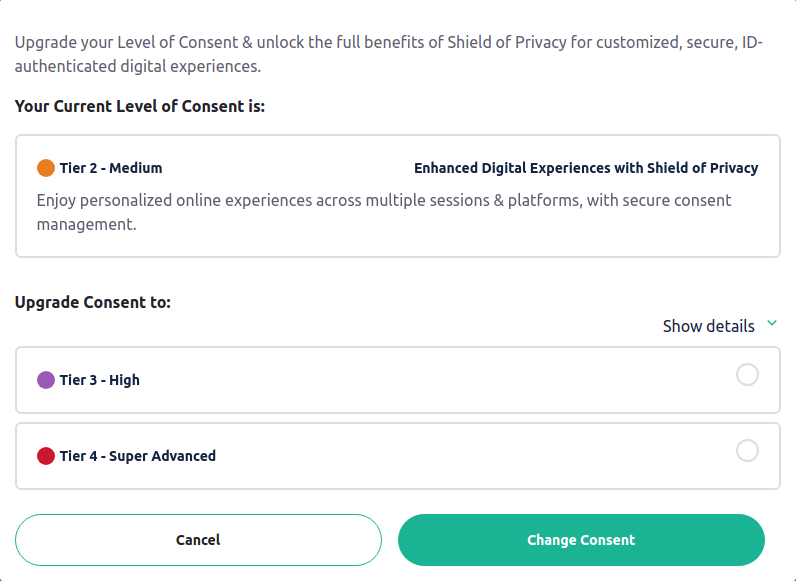 Upgrade your Level of Consent & unlock the full benefits of Shield of Privacy for customized, secure, ID-
authenticated digital experiences.
Your Current Level of Consent is:
Tier 2 - Medium
Enhanced Digital Experiences with Shield of Privacy
Enjoy personalized online experiences across multiple sessions & platforms, with secure consent
management.
Upgrade Consent to:
Show details
Tier 3 - High
Tier 4 - Super Advanced
Cancel
Change Consent